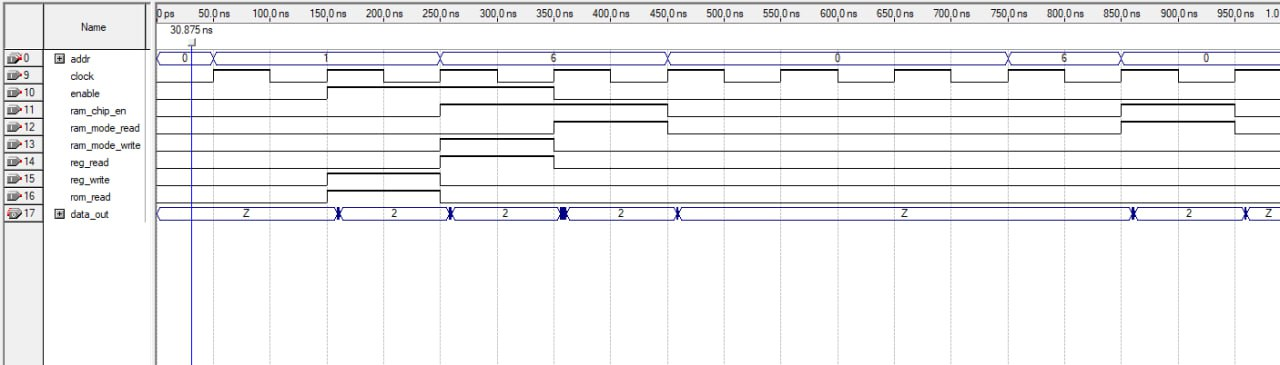 Name
0 ps 50.0 ns 100.0 ns 150.0 ns 200.0 ns 250.0 ns 300.0 ns 350.0 ns 400.0 ns 450.0 ns 500.0 ns 550.0 ns 600.0 ns 650.0 ns 700.0 ns 750.0 ns 800.0 ns 850.0 ns 900.0 ns 950.0 ns 1.0
30.875 ns
0 addr 0 1 6 0 6 0
9 clock
10 enable
11 ram_chip_en
12 ram_mode_read
13 ram_mode_write
14 reg_read
15 reg_write
16 rom_read
17 data_out Z 2 2 2 Z 2 Z